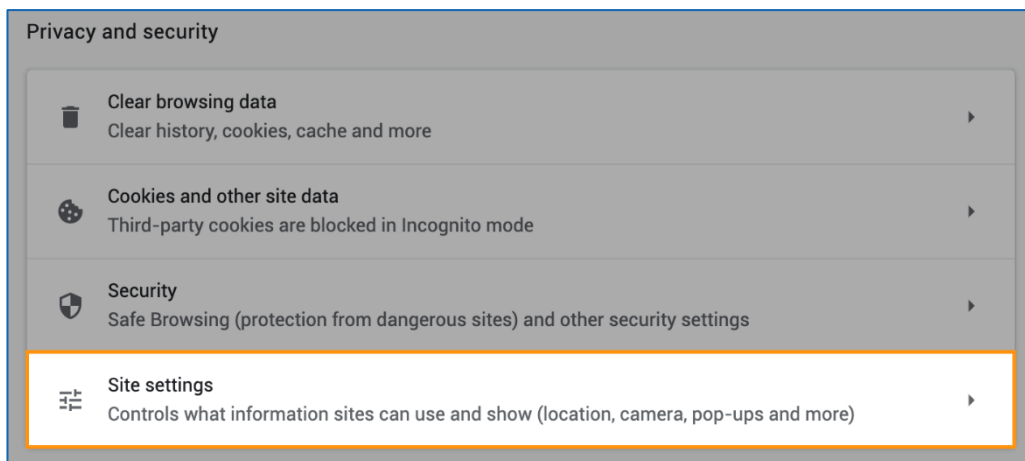 Privacy and security
Clear browsing data
Clear history, cookies, cache and more
Cookies and other site data
Third-party cookies are blocked in Incognito mode
Security
Safe Browsing (protection from dangerous sites) and other security settings
Site settings
Controls what information sites can use and show (location, camera, pop-ups and more)